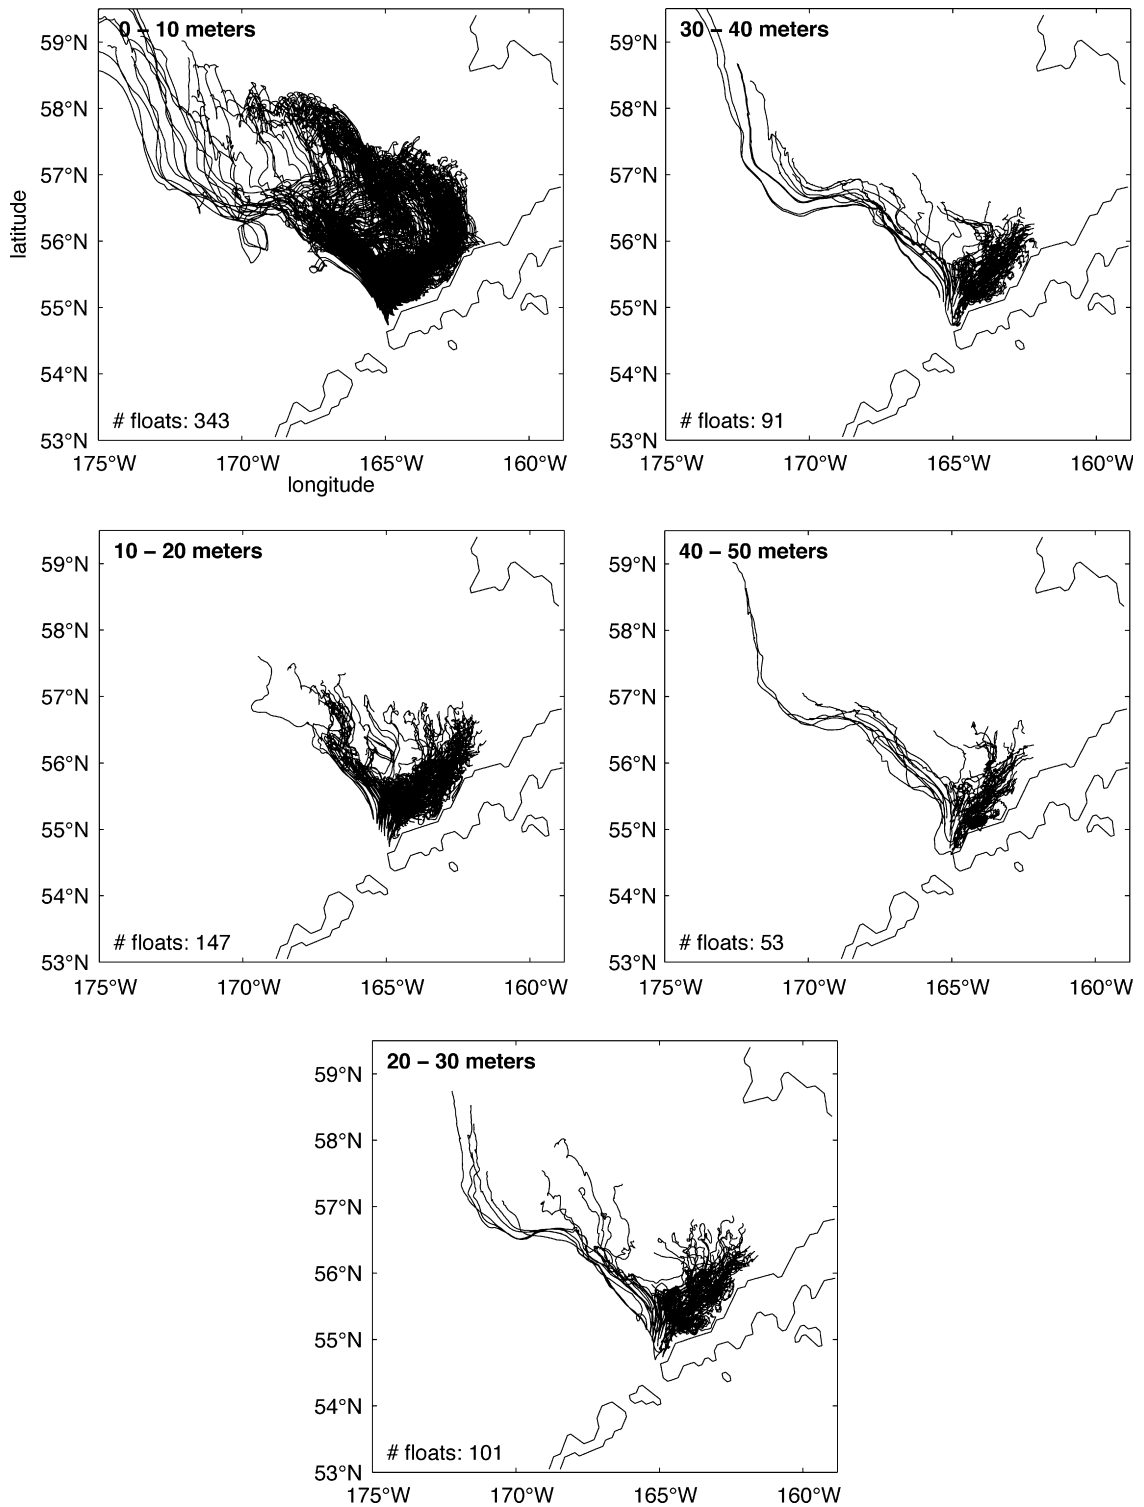 0 – 10 meters
59°N
58°N
57°N
56°N
55°N
54°N
53°N
latitude
# floats: 343
175°W
170°W
165°W
160°W
longitude
30 – 40 meters
59°N
58°N
57°N
56°N
55°N
54°N
53°N
# floats: 91
175°W
170°W
165°W
160°W
10 – 20 meters
59°N
58°N
57°N
56°N
55°N
54°N
53°N
# floats: 147
175°W
170°W
165°W
160°W
40 – 50 meters
59°N
58°N
57°N
56°N
55°N
54°N
53°N
# floats: 53
175°W
170°W
165°W
160°W
20 – 30 meters
59°N
58°N
57°N
56°N
55°N
54°N
53°N
# floats: 101
175°W
170°W
165°W
160°W